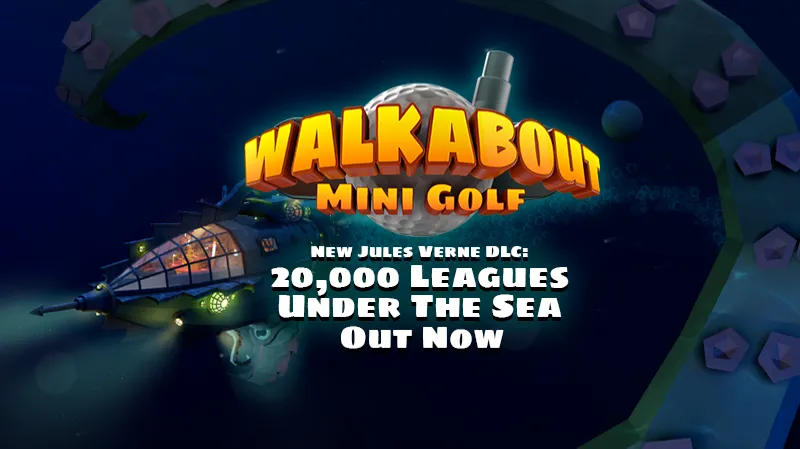 WALKABOUT
MINI GOLF
NEW JULES VERNE DLC:
20,000 LEAGUES
UNDER THE SEA
OUT NOW